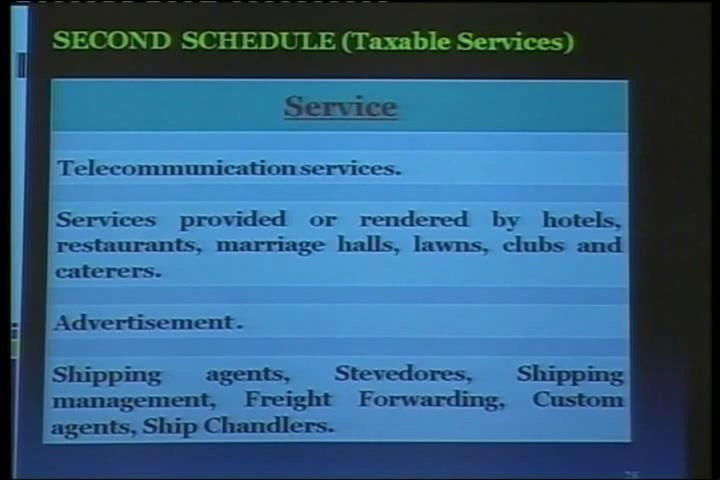 SECOND SCHEDULE (Taxable Services)
Service
Telecommunication services.
Services provided or rendered by hotels,
restaurants, marriage halls, lawns, clubs and
caterers.
Advertisement.
Shipping agents, Stevedores, Shipping
management, Freight Forwarding, Custom
agents, Ship Chandlers.